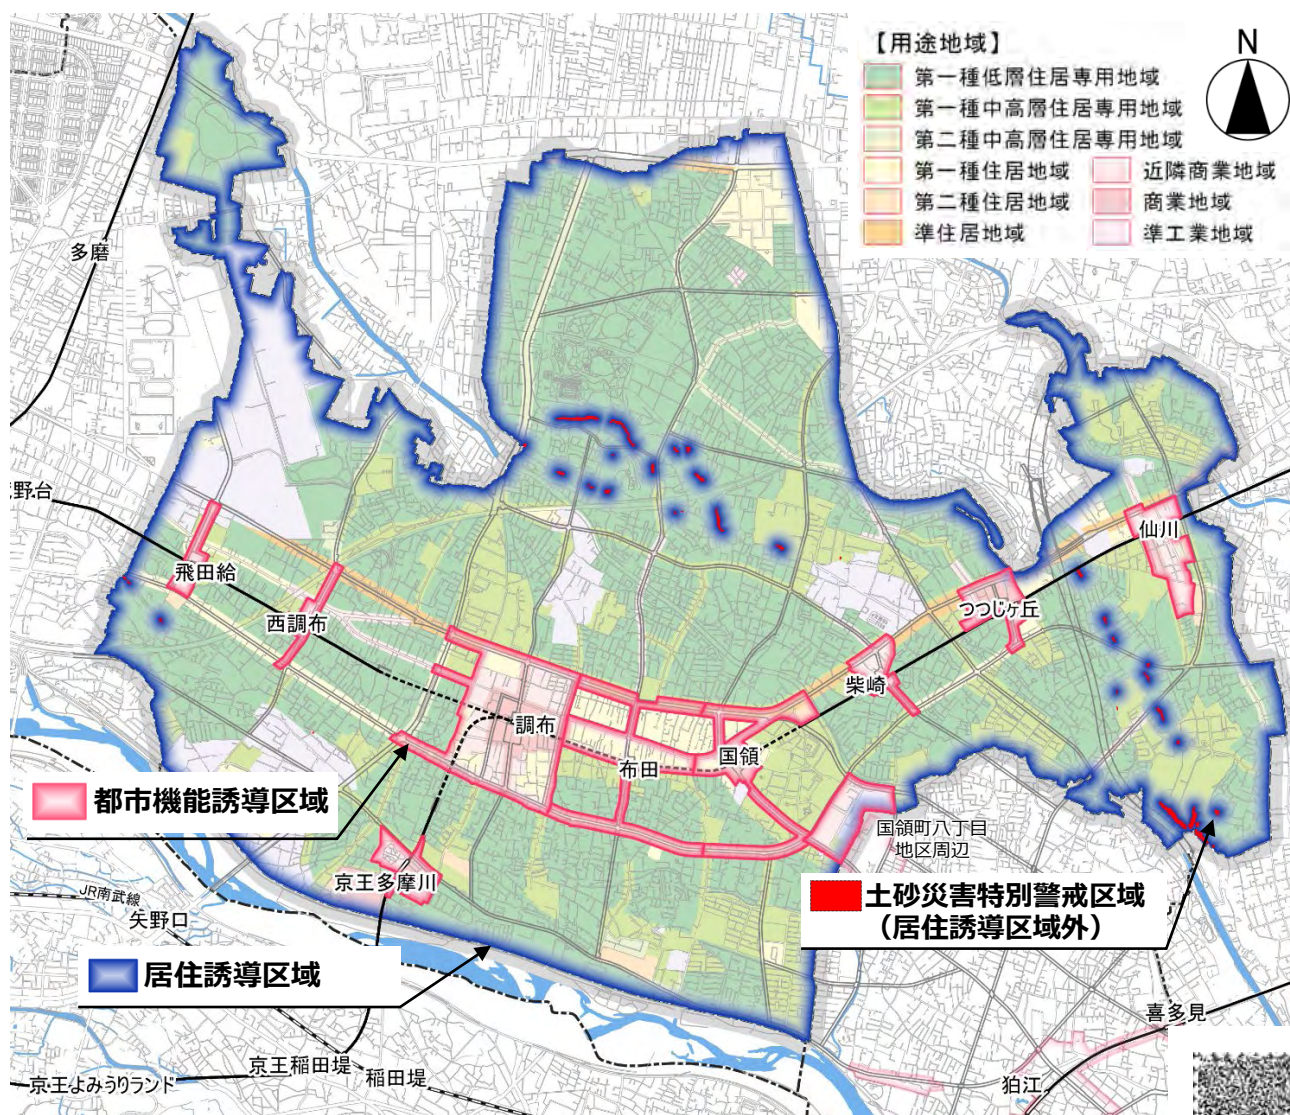 【用途地域】
第一種低層住居専用地域
第一種中高層住居専用地域
第二種中高層住居専用地域
第一種住居地域
近隣商業地域
第二種住居地域
商業地域
準住居地域
準工業地域
N
多磨
野台
飛田給
西調布
調布
布田
国領
柴崎
つつじヶ丘
仙川
都市機能誘導区域
国領町八丁目
地区周辺
京王多摩川
土砂災害特別警戒区域
(居住誘導区域外)
JR南武線
矢野口
居住誘導区域
喜多見
京王稲田堤
稲田堤
京王よみうりランド
狛江